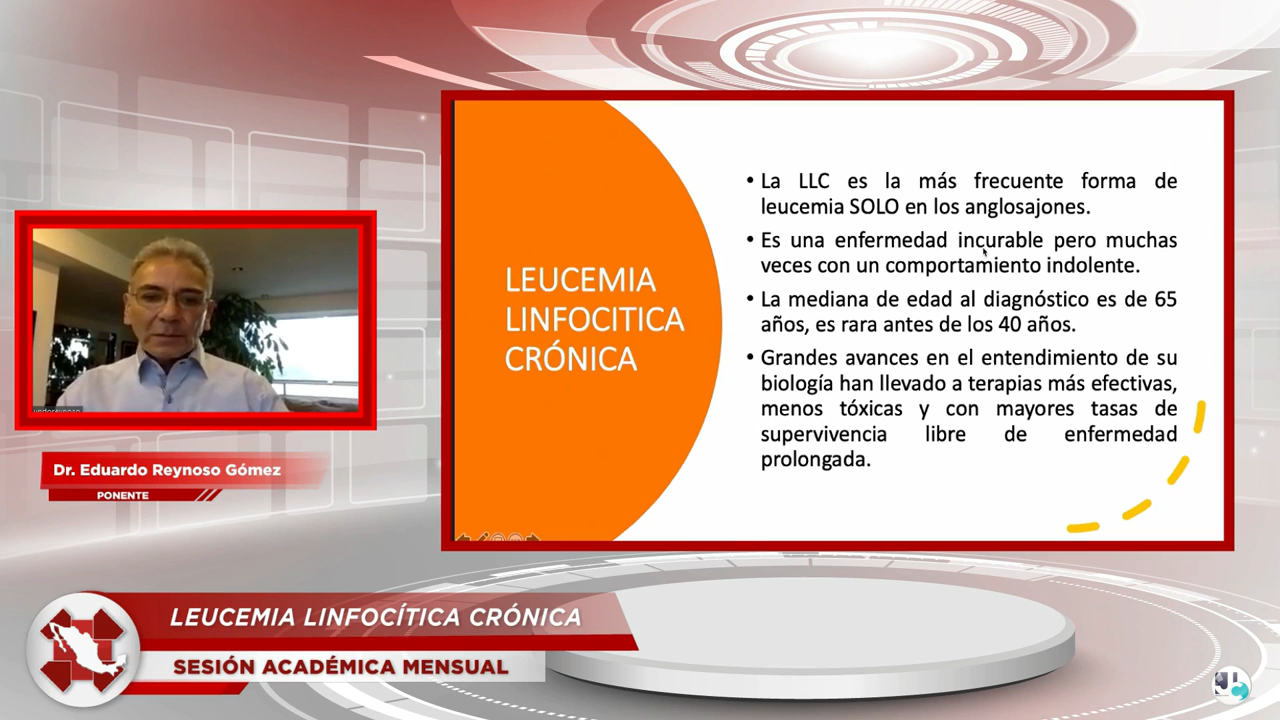 LEUCEMIA
LINFOCITICA
CRÓNICA
• La LLC es la más frecuente forma de
leucemia SOLO en los anglosajones.
• Es una enfermedad incurable pero muchas
veces con un comportamiento indolente.
• La mediana de edad al diagnóstico es de 65
años, es rara antes de los 40 años.
• Grandes avances en el entendimiento de su
biología han llevado a terapias más efectivas,
menos tóxicas y con mayores tasas de
supervivencia libre de enfermedad
prolongada.
Dr. Eduardo Reynoso Gómez
PONENTE
LEUCEMIA LINFOCÍTICA CRÓNICA
SESIÓN ACADÉMICA MENSUAL